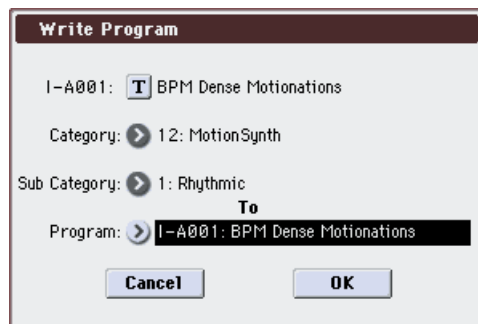 Write Program
I-A001: T BPM Dense Motionations
Category: 12: MotionSynth
Sub Category: 1: Rhythmic
To
Program: I-A001: BPM Dense Motionations
Cancel OK